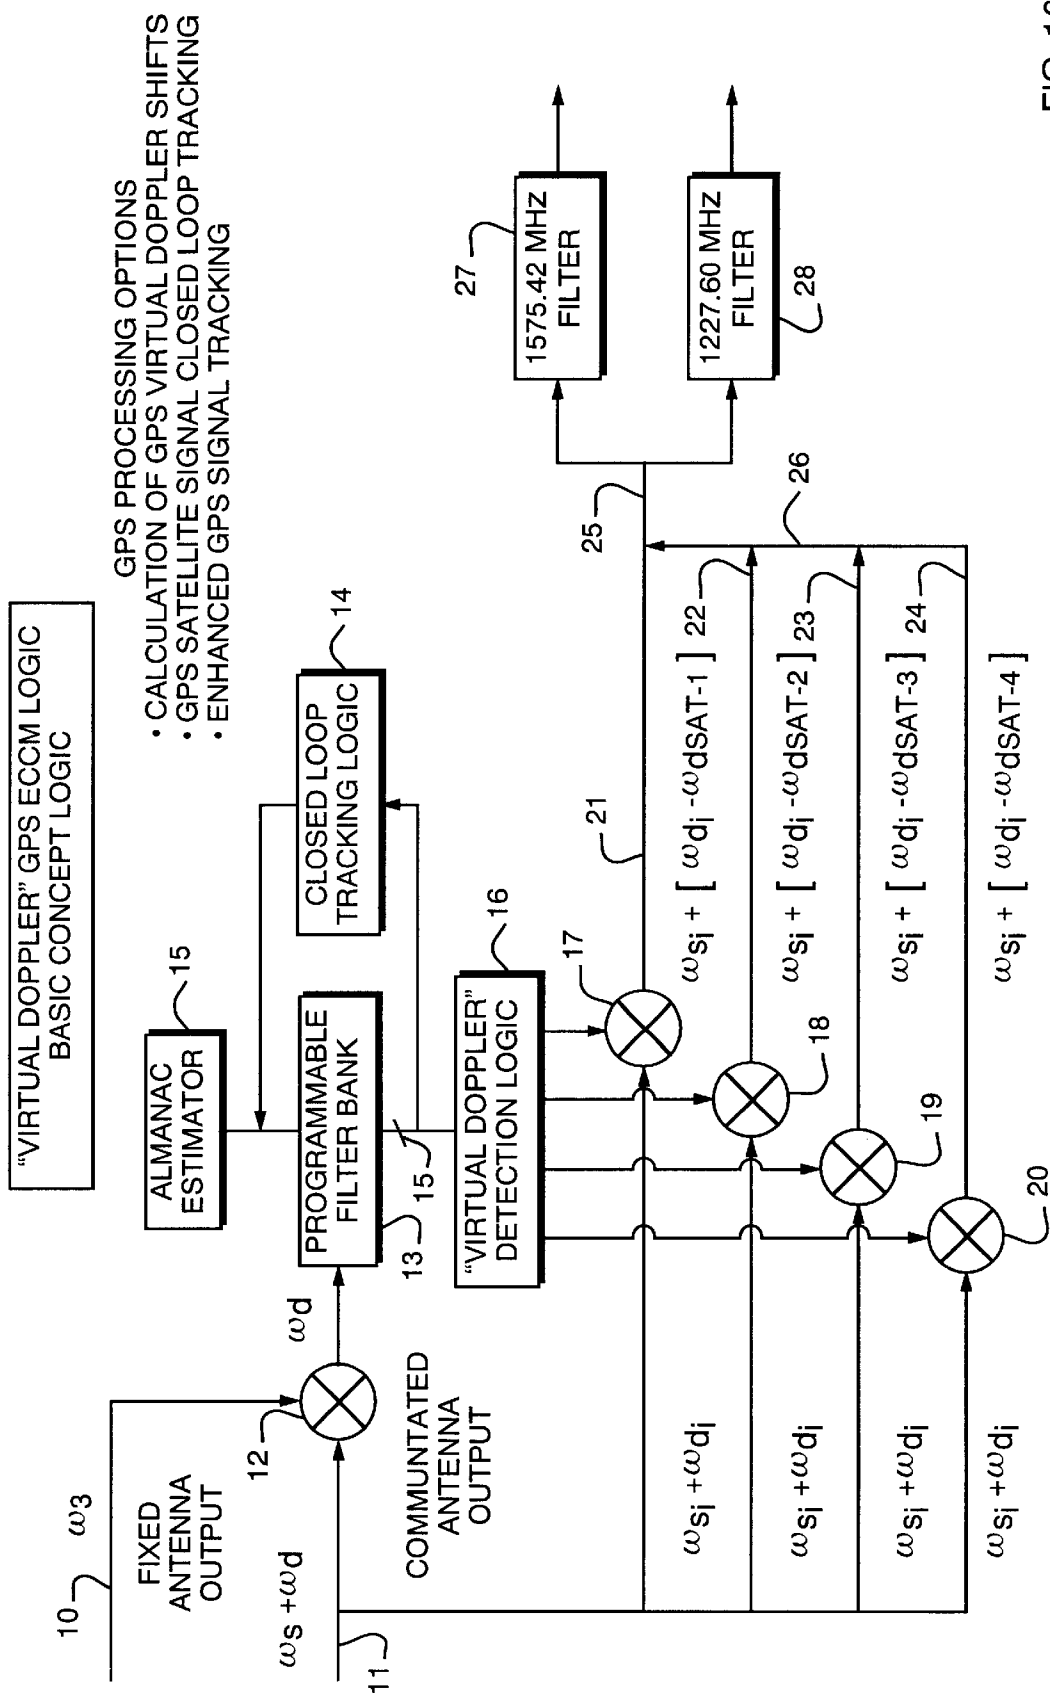 "VIRTUAL DOPPLER" GPS ECCM LOGIC
BASIC CONCEPT LOGIC
GPS PROCESSING OPTIONS
• CALCULATION OF GPS VIRTUAL DOPPLER SHIFTS
• GPS SATELLITE SIGNAL CLOSED LOOP TRACKING
• ENHANCED GPS SIGNAL TRACKING
10
ω3
FIXED
ANTENNA
OUTPUT
ωs +ωd
11
12
COMMUNTATED
ANTENNA
OUTPUT
ωd
ALMANAC
ESTIMATOR
15
PROGRAMMABLE
FILTER BANK
13
15
CLOSED LOOP
TRACKING LOGIC
14
"VIRTUAL DOPPLER"
DETECTION LOGIC
16
17
18
19
20
21
22
23
24
25
26
ωsi +ωdi
ωsi +ωdi
ωsi +ωdi
ωsi +ωdi
ωsi + [ ωdi -ωdSAT-1 ]
ωsi + [ ωdi -ωdSAT-2 ]
ωsi + [ ωdi -ωdSAT-3 ]
ωsi + [ ωdi -ωdSAT-4 ]
27
1575.42 MHz
FILTER
1227.60 MHz
FILTER
28
FIG.